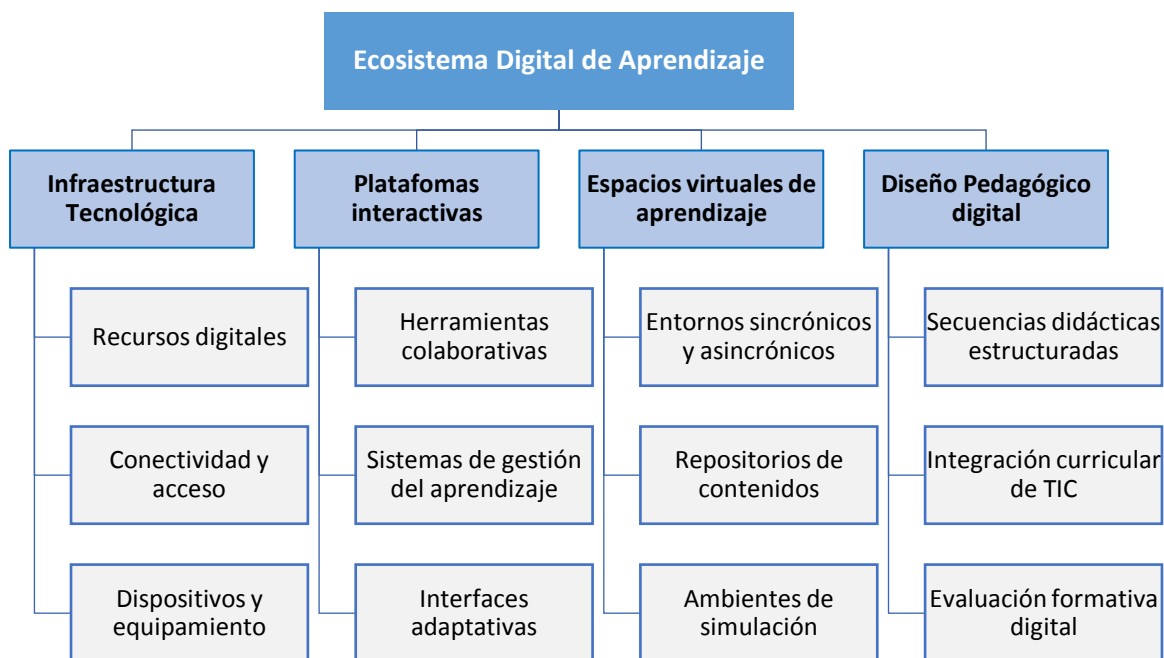 Ecosistema Digital de Aprendizaje
Infraestructura
Tecnológica
Platafomas
interactivas
Espacios virtuales de
aprendizaje
Diseño Pedagógico
digital
Recursos digitales
Herramientas
colaborativas
Entornos sincrónicos
y asincrónicos
Secuencias didácticas
estructuradas
Conectividad y
acceso
Sistemas de gestión
del aprendizaje
Repositorios de
contenidos
Integración curricular
de TIC
Dispositivos y
equipamiento
Interfaces
adaptativas
Ambientes de
simulación
Evaluación formativa
digital